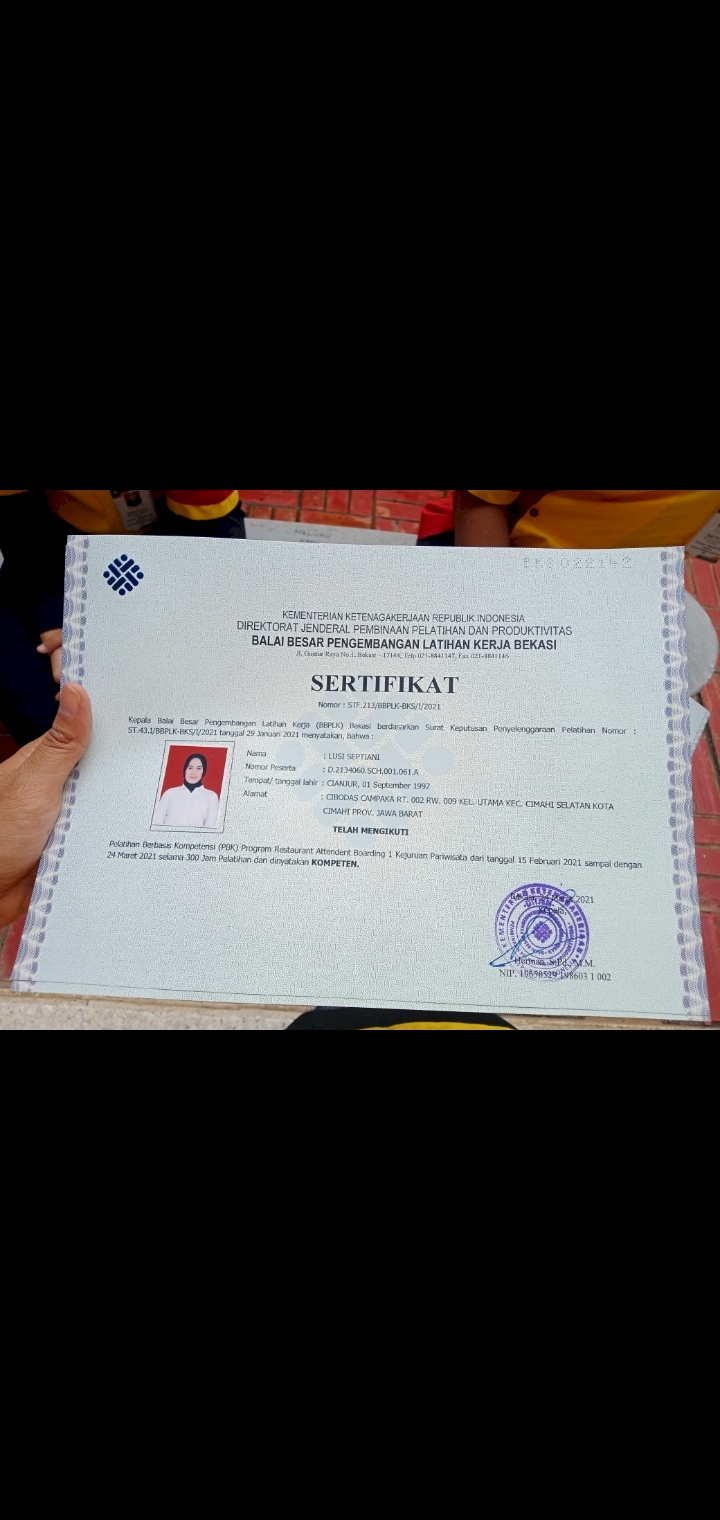 KEMENTERIAN KETENAGAKERJAAN REPUBLIK INDONESIA
DIREKTORAT JENDERAL PEMBINAAN PELATIHAN DAN PRODUKTIVITAS
BALAI BESAR PENGEMBANGAN LATIHAN KERJA BEKASI
Jl. Guntur Raya No.1, Bekasi - 17144, Telp 021-8841147, Fax 021-8841146
SERTIFIKAT
Nomor : STF.213/BBPLK-BKS/I/2021
Kepala Balai Besar Pengembangan Latihan Kerja (BBPLK) Bekasi berdasarkan Surat Keputusan Penyelenggaraan Pelatihan Nomor :
ST.43.1/BBPLK-BKS/I/2021 tanggal 29 Januari 2021 menyatakan, bahwa :
Nama : LUSI SEPTIANI
Nomor Peserta : D.2134060.SCH.001.061.A
Tempat/ tanggal lahir : CIANJUR, 01 September 1997
Alamat : CIBODAS CAMPAKA RT. 002 RW. 009 KEL. UTAMA KEC. CIMAHI SELATAN KOTA
CIMAHI PROV. JAWA BARAT
TELAH MENGIKUTI
Pelatihan Berbasis Kompetensi (PBK) Program Restaurant Attendent Boarding 1 Kejuruan Pariwisata dari tanggal 15 Februari 2021 sampai dengan
24 Maret 2021 selama 300 Jam Pelatihan dan dinyatakan KOMPETEN.
2021
Kepala,
Herman, S.Pd., M.M.
NIP. 19650529 198603 1 002